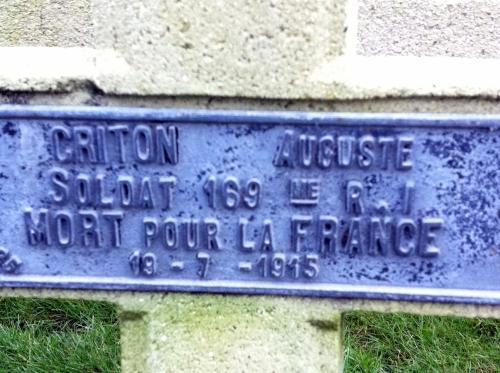 CRITON AUGUSTE
SOLDAT 169 ME R.I
MORT POUR LA FRANCE
19 - 7 - 1915